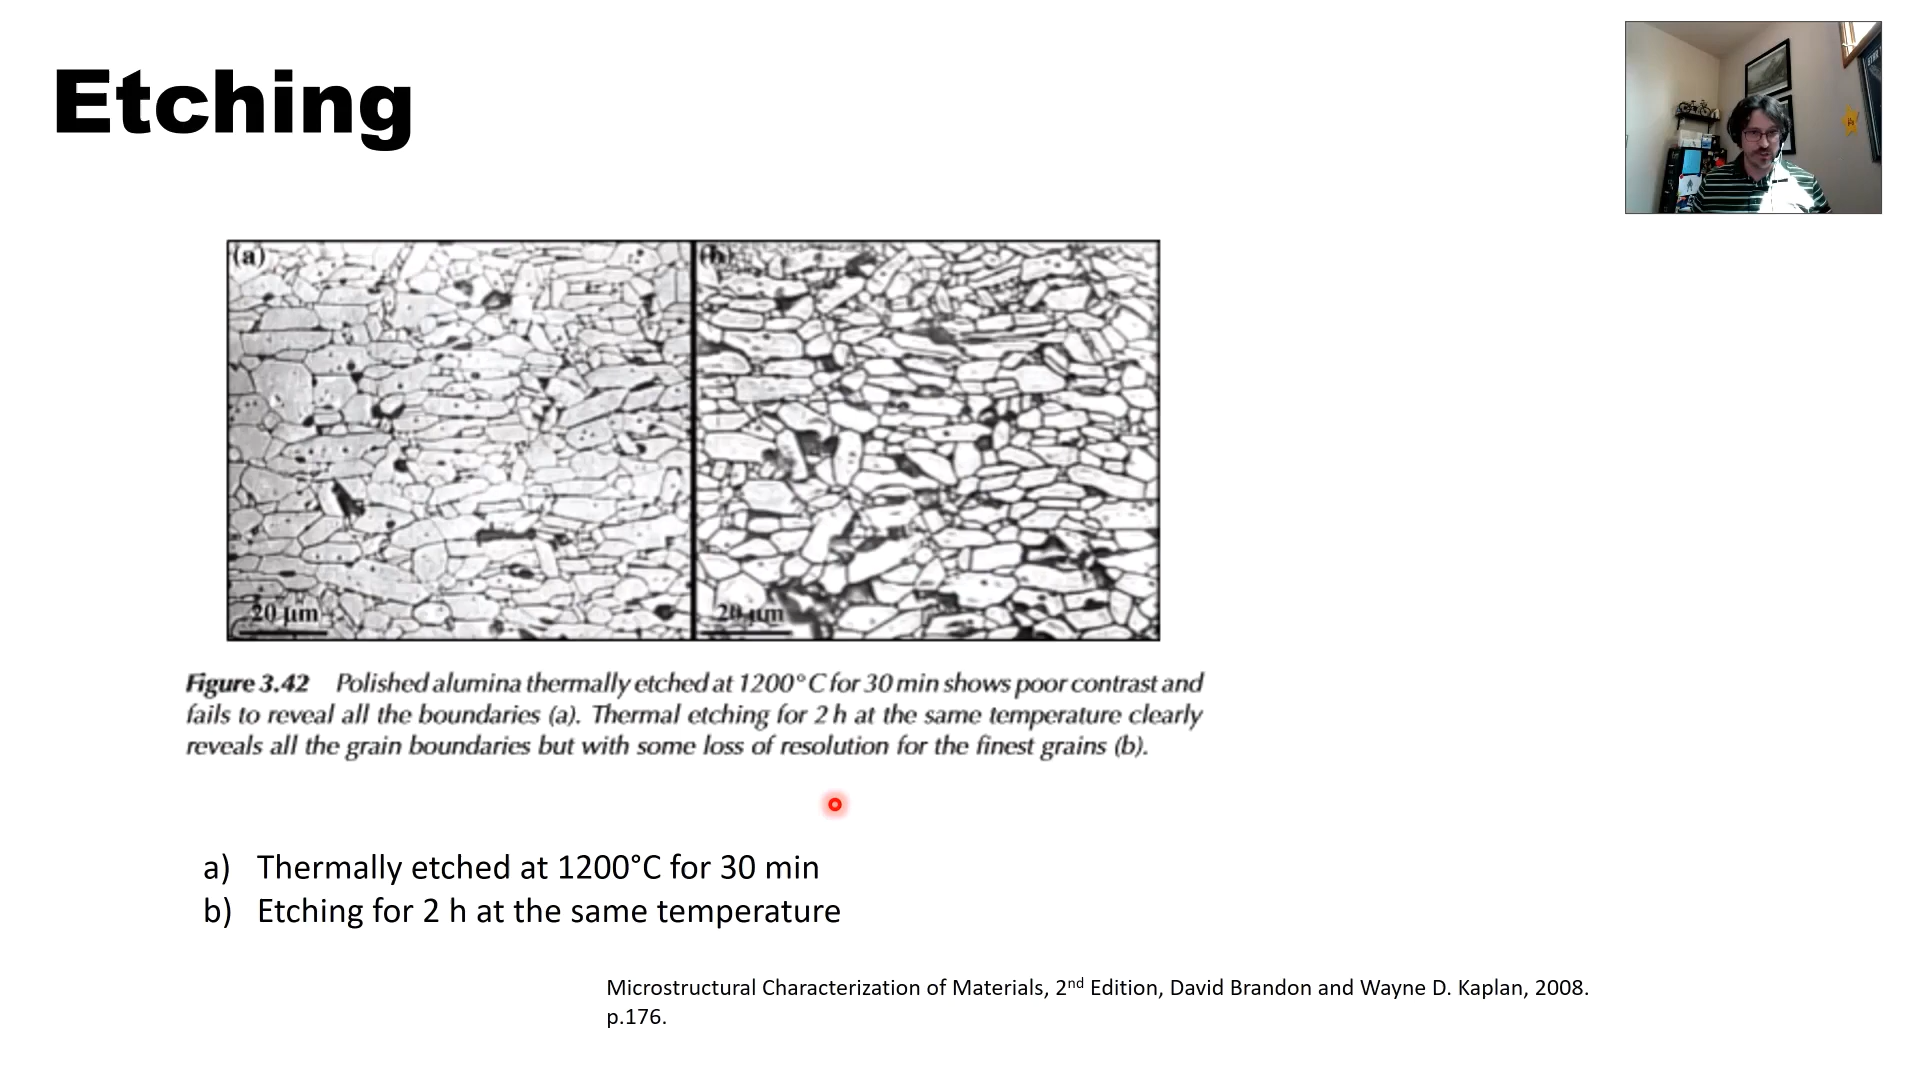 Etching
(a)
(b)
20 µm
20 µm
Figure 3.42 Polished alumina thermally etched at 1200°C for 30 min shows poor contrast and
fails to reveal all the boundaries (a). Thermal etching for 2 h at the same temperature clearly
reveals all the grain boundaries but with some loss of resolution for the finest grains (b).
a) Thermally etched at 1200°C for 30 min
b) Etching for 2 h at the same temperature
Microstructural Characterization of Materials, 2nd Edition, David Brandon and Wayne D. Kaplan, 2008.
p.176.